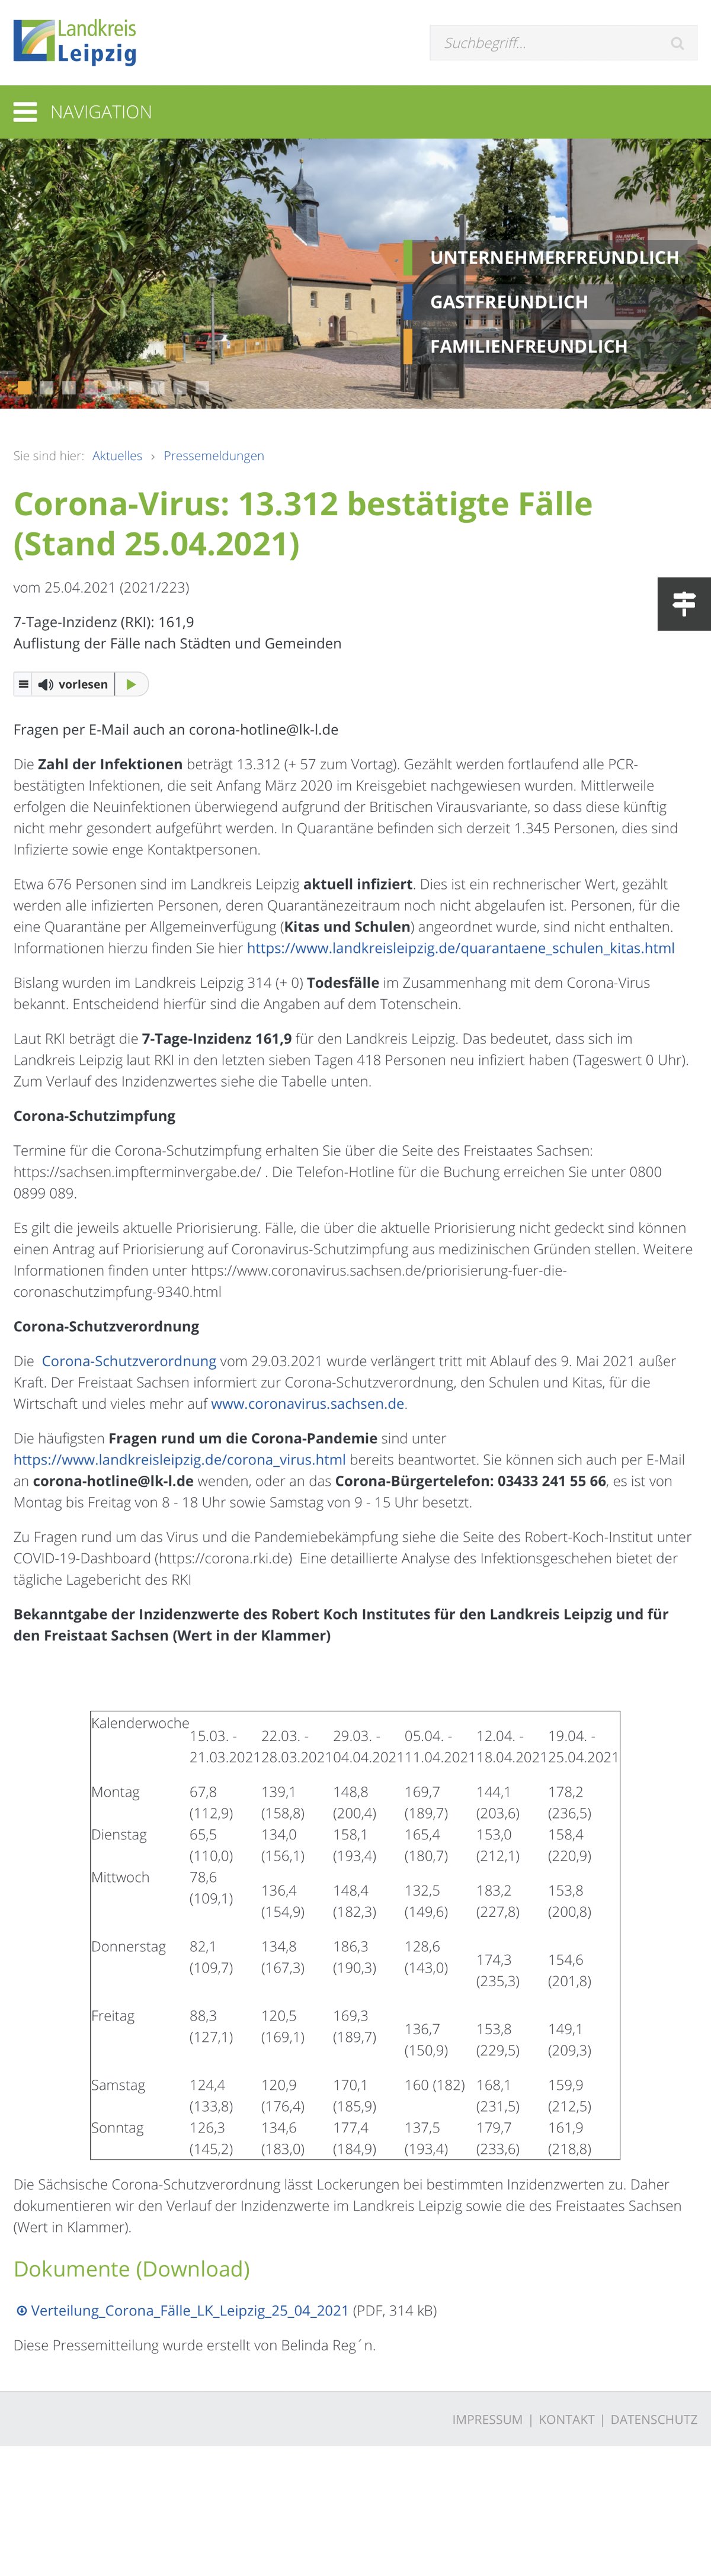 Landkreis
Leipzig
Suchbegriff...
NAVIGATION
UNTERNEHMERFREUNDLICH
GASTFREUNDLICH
FAMILIENFREUNDLICH
Sie sind hier: Aktuelles › Pressemeldungen
Corona-Virus: 13.312 bestätigte Fälle
(Stand 25.04.2021)
vom 25.04.2021 (2021/223)
7-Tage-Inzidenz (RKI): 161,9
Auflistung der Fälle nach Städten und Gemeinden
vorlesen
Fragen per E-Mail auch an corona-hotline@lk-l.de
Die Zahl der Infektionen beträgt 13.312 (+ 57 zum Vortag). Gezählt werden fortlaufend alle PCR-
bestätigten Infektionen, die seit Anfang März 2020 im Kreisgebiet nachgewiesen wurden. Mittlerweile
erfolgen die Neuinfektionen überwiegend aufgrund der Britischen Virausvariante, so dass diese künftig
nicht mehr gesondert aufgeführt werden. In Quarantäne befinden sich derzeit 1.345 Personen, dies sind
Infizierte sowie enge Kontaktpersonen.
Etwa 676 Personen sind im Landkreis Leipzig aktuell infiziert. Dies ist ein rechnerischer Wert, gezählt
werden alle infizierten Personen, deren Quarantänezeitraum noch nicht abgelaufen ist. Personen, für die
eine Quarantäne per Allgemeinverfügung (Kitas und Schulen) angeordnet wurde, sind nicht enthalten.
Informationen hierzu finden Sie hier https://www.landkreisleipzig.de/quarantaene_schulen_kitas.html
Bislang wurden im Landkreis Leipzig 314 (+ 0) Todesfälle im Zusammenhang mit dem Corona-Virus
bekannt. Entscheidend hierfür sind die Angaben auf dem Totenschein.
Laut RKI beträgt die 7-Tage-Inzidenz 161,9 für den Landkreis Leipzig. Das bedeutet, dass sich im
Landkreis Leipzig laut RKI in den letzten sieben Tagen 418 Personen neu infiziert haben (Tageswert 0 Uhr).
Zum Verlauf des Inzidenzwertes siehe die Tabelle unten.
Corona-Schutzimpfung
Termine für die Corona-Schutzimpfung erhalten Sie über die Seite des Freistaates Sachsen:
https://sachsen.impfterminvergabe.de/ . Die Telefon-Hotline für die Buchung erreichen Sie unter 0800
0899 089.
Es gilt die jeweils aktuelle Priorisierung. Fälle, die über die aktuelle Priorisierung nicht gedeckt sind können
einen Antrag auf Priorisierung auf Coronavirus-Schutzimpfung aus medizinischen Gründen stellen. Weitere
Informationen finden unter https://www.coronavirus.sachsen.de/priorisierung-fuer-die-
coronaschutzimpfung-9340.html
Corona-Schutzverordnung
Die Corona-Schutzverordnung vom 29.03.2021 wurde verlängert tritt mit Ablauf des 9. Mai 2021 außer
Kraft. Der Freistaat Sachsen informiert zur Corona-Schutzverordnung, den Schulen und Kitas, für die
Wirtschaft und vieles mehr auf www.coronavirus.sachsen.de.
Die häufigsten Fragen rund um die Corona-Pandemie sind unter
https://www.landkreisleipzig.de/corona_virus.html bereits beantwortet. Sie können sich auch per E-Mail
an corona-hotline@lk-l.de wenden, oder an das Corona-Bürgertelefon: 03433 241 55 66, es ist von
Montag bis Freitag von 8 - 18 Uhr sowie Samstag von 9 - 15 Uhr besetzt.
Zu Fragen rund um das Virus und die Pandemiebekämpfung siehe die Seite des Robert-Koch-Institut unter
COVID-19-Dashboard (https://corona.rki.de) Eine detaillierte Analyse des Infektionsgeschehen bietet der
tägliche Lagebericht des RKI
Bekanntgabe der Inzidenzwerte des Robert Koch Institutes für den Landkreis Leipzig und für
den Freistaat Sachsen (Wert in der Klammer)
Kalenderwoche 15.03. - 22.03. - 29.03. - 05.04. - 12.04. - 19.04. -
21.03.2021 28.03.2021 04.04.2021 11.04.2021 18.04.2021 25.04.2021
Montag 67,8 139,1 148,8 169,7 144,1 178,2
(112,9) (158,8) (200,4) (189,7) (203,6) (236,5)
Dienstag 65,5 134,0 158,1 165,4 153,0 158,4
(110,0) (156,1) (193,4) (180,7) (212,1) (220,9)
Mittwoch 78,6 136,4 148,4 132,5 183,2 153,8
(109,1) (154,9) (182,3) (149,6) (227,8) (200,8)
Donnerstag 82,1 134,8 186,3 128,6 174,3 154,6
(109,7) (167,3) (190,3) (143,0) (235,3) (201,8)
Freitag 88,3 120,5 169,3 136,7 153,8 149,1
(127,1) (169,1) (189,7) (150,9) (229,5) (209,3)
Samstag 124,4 120,9 170,1 160 (182) 168,1 159,9
(133,8) (176,4) (185,9) (231,5) (212,5)
Sonntag 126,3 134,6 177,4 137,5 179,7 161,9
(145,2) (183,0) (184,9) (193,4) (233,6) (218,8)
Die Sächsische Corona-Schutzverordnung lässt Lockerungen bei bestimmten Inzidenzwerten zu. Daher
dokumentieren wir den Verlauf der Inzidenzwerte im Landkreis Leipzig sowie die des Freistaates Sachsen
(Wert in Klammer).
Dokumente (Download)
Verteilung_Corona_Fälle_LK_Leipzig_25_04_2021 (PDF, 314 kB)
Diese Pressemitteilung wurde erstellt von Belinda Reg´n.
IMPRESSUM | KONTAKT | DATENSCHUTZ